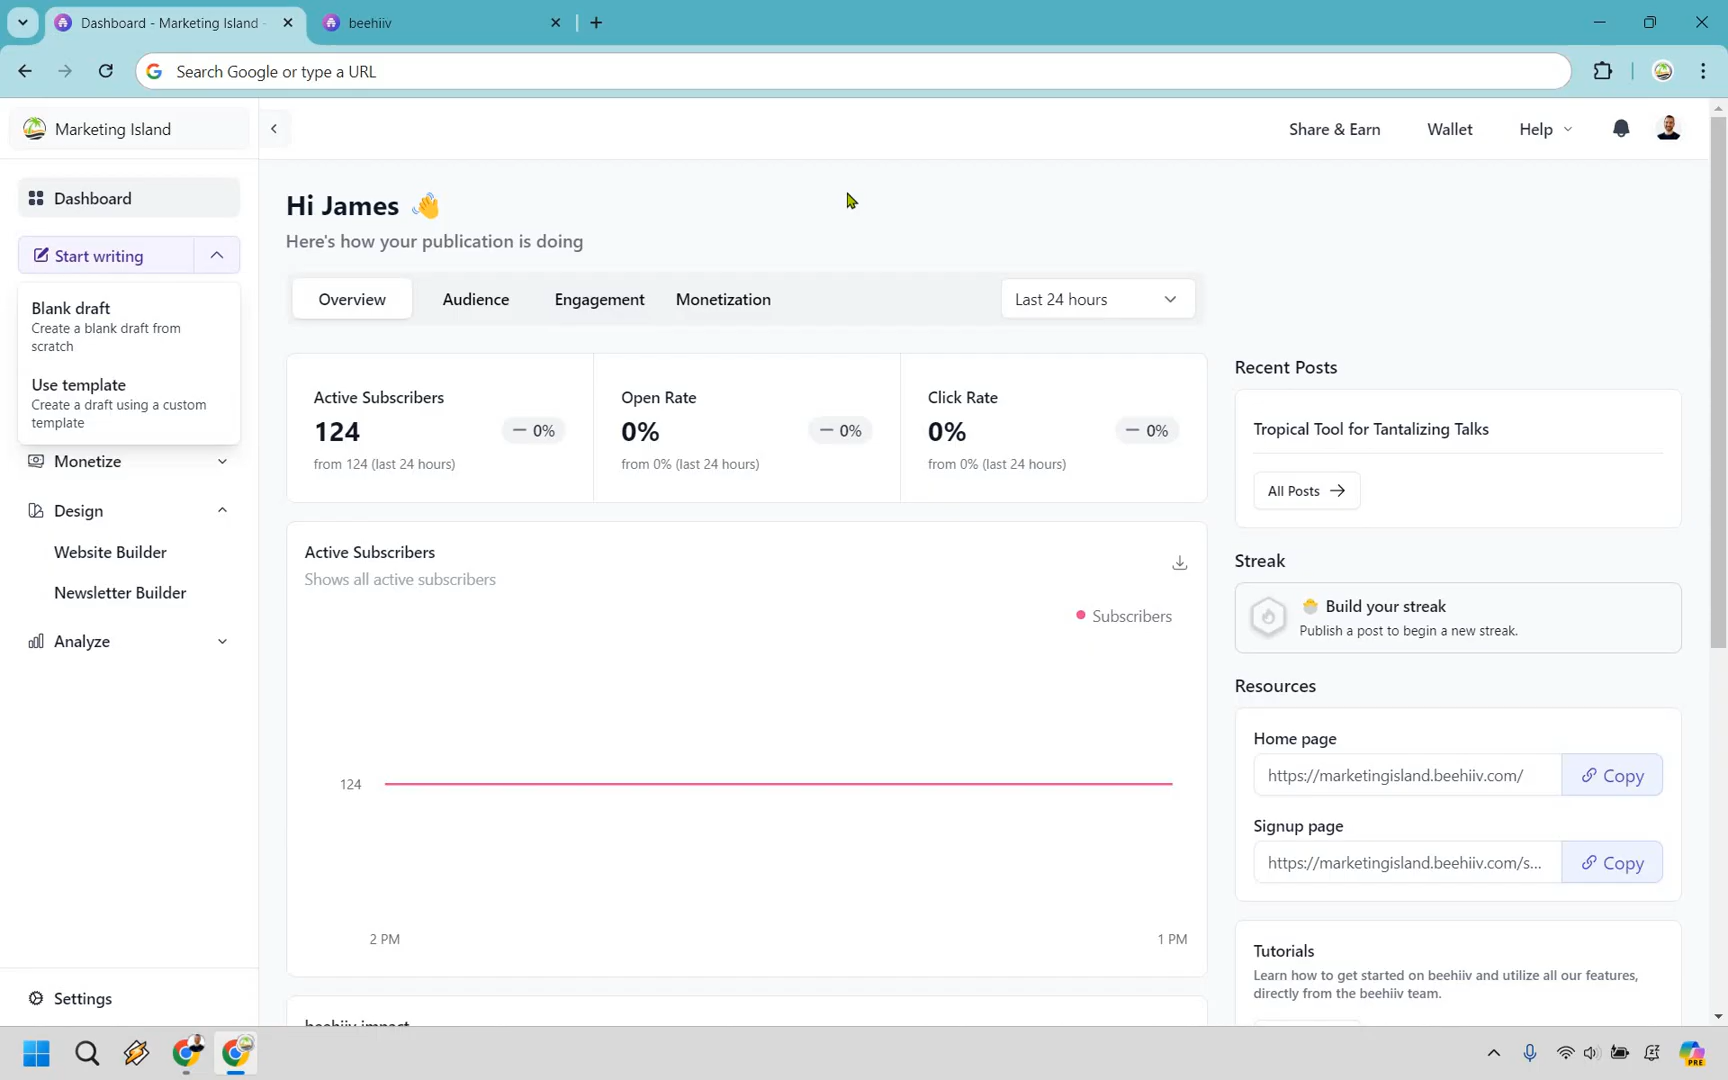 Dashboard - Marketing Island -
beehiiv
Search Google or type a URL
Marketing Island
Share & Earn
Wallet
Help
Dashboard
Start writing
Blank draft
Create a blank draft from
scratch
Use template
Create a draft using a custom
template
Monetize
Design
Website Builder
Newsletter Builder
Analyze
Settings
Hi James 👋
Here's how your publication is doing
Overview
Audience
Engagement
Monetization
Last 24 hours
Active Subscribers
124
— 0%
from 124 (last 24 hours)
Open Rate
0%
— 0%
from 0% (last 24 hours)
Click Rate
0%
— 0%
from 0% (last 24 hours)
Active Subscribers
Shows all active subscribers
Subscribers
124
2 PM
1 PM
beehiiv impact
Recent Posts
Tropical Tool for Tantalizing Talks
All Posts →
Streak
🐣 Build your streak
Publish a post to begin a new streak.
Resources
Home page
https://marketingisland.beehiiv.com/
Copy
Signup page
https://marketingisland.beehiiv.com/s...
Copy
Tutorials
Learn how to get started on beehiiv and utilize all our features,
directly from the beehiiv team.
PRE